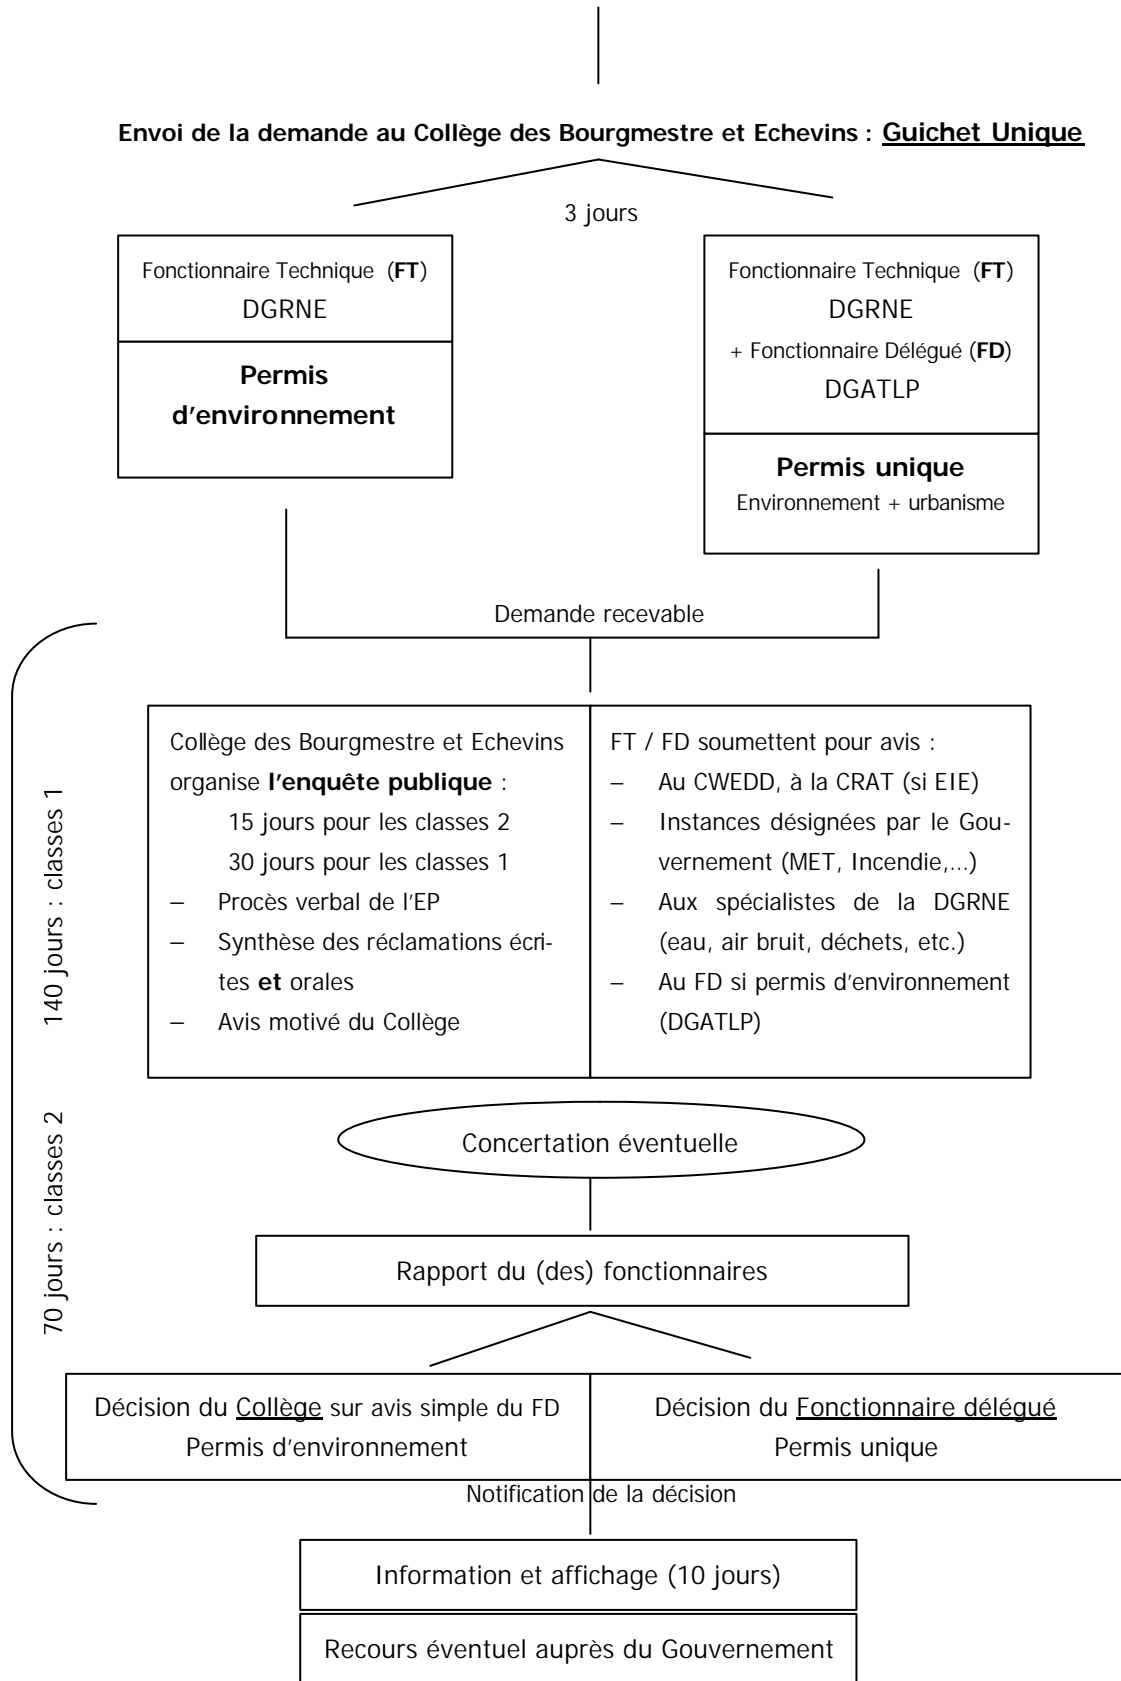 Envoi de la demande au Collège des Bourgmestre et Echevins : Guichet Unique
3 jours
Fonctionnaire Technique (FT)
DGRNE
Permis
d'environnement
Fonctionnaire Technique (FT)
DGRNE
+ Fonctionnaire Délégué (FD)
DGATLP
Permis unique
Environnement + urbanisme
Demande recevable
140 jours : classes 1
70 jours : classes 2
Collège des Bourgmestre et Echevins
organise l'enquête publique :
15 jours pour les classes 2
30 jours pour les classes 1
– Procès verbal de l'EP
– Synthèse des réclamations écri-
tes et orales
– Avis motivé du Collège
FT / FD soumettent pour avis :
– Au CWEDD, à la CRAT (si EIE)
– Instances désignées par le Gou-
vernement (MET, Incendie,...)
– Aux spécialistes de la DGRNE
(eau, air bruit, déchets, etc.)
– Au FD si permis d'environnement
(DGATLP)
Concertation éventuelle
Rapport du (des) fonctionnaires
Décision du Collège sur avis simple du FD
Permis d'environnement
Décision du Fonctionnaire délégué
Permis unique
Notification de la décision
Information et affichage (10 jours)
Recours éventuel auprès du Gouvernement